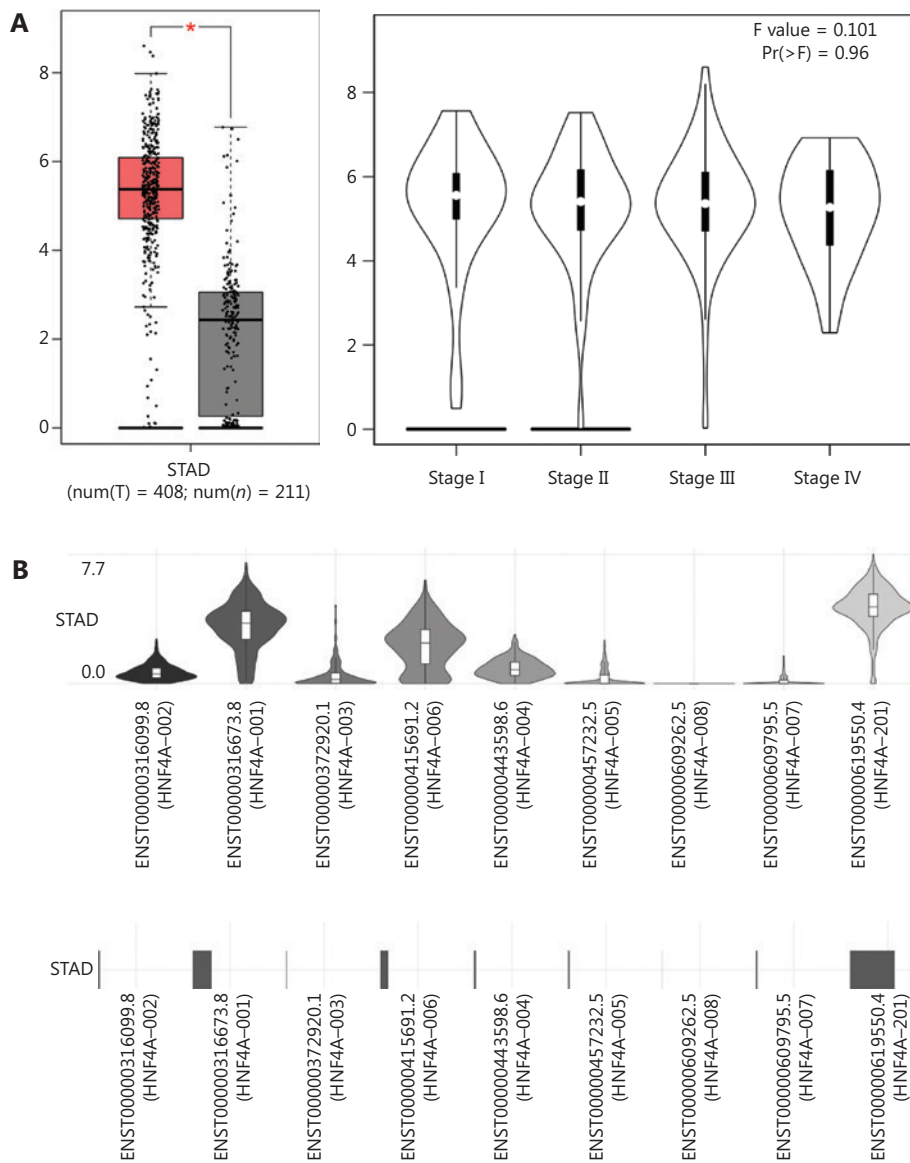 A
*
F value = 0.101
Pr(>F) = 0.96
8
6
4
2
0
8
6
4
2
0
STAD
(num(T) = 408; num(n) = 211)
Stage I
Stage II
Stage III
Stage IV
B
7.7
STAD
0.0
ENST00000316099.8
(HNF4A–002)
ENST00000316673.8
(HNF4A–001)
ENST00000372920.1
(HNF4A–003)
ENST00000415691.2
(HNF4A–006)
ENST00000443598.6
(HNF4A–004)
ENST00000457232.5
(HNF4A–005)
ENST00000609262.5
(HNF4A–008)
ENST00000609795.5
(HNF4A–007)
ENST00000619550.4
(HNF4A–201)
STAD
ENST00000316099.8
(HNF4A–002)
ENST00000316673.8
(HNF4A–001)
ENST00000372920.1
(HNF4A–003)
ENST00000415691.2
(HNF4A–006)
ENST00000443598.6
(HNF4A–004)
ENST00000457232.5
(HNF4A–005)
ENST00000609262.5
(HNF4A–008)
ENST00000609795.5
(HNF4A–007)
ENST00000619550.4
(HNF4A–201)